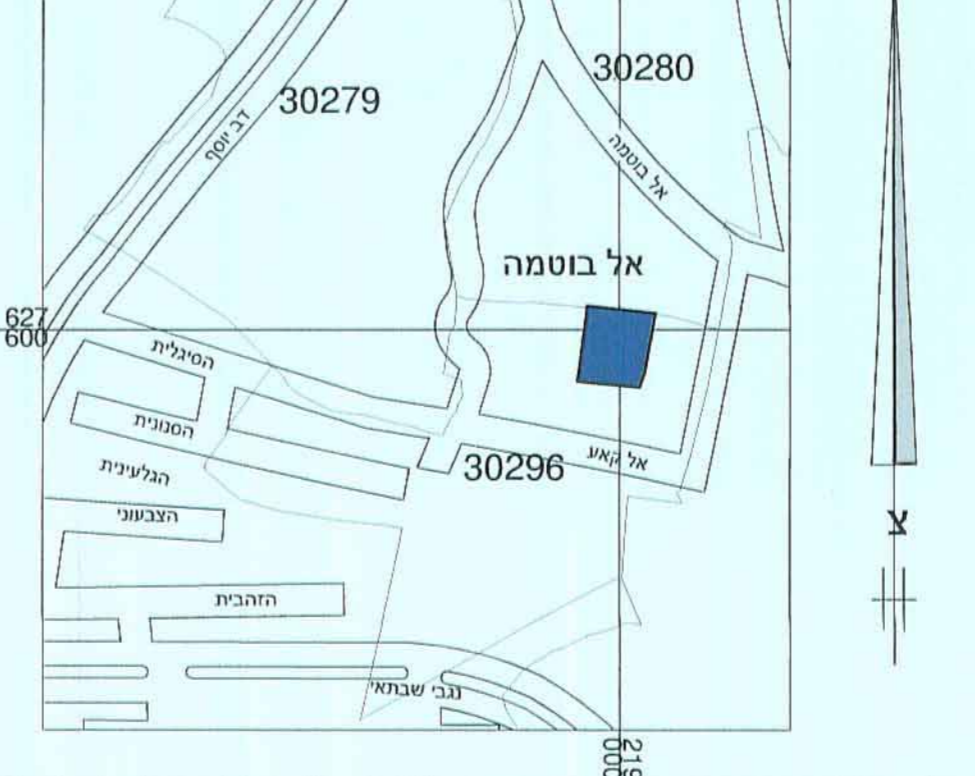 30280
30279
דב יוסף
אל בוטמה
אל בוטמה
627
600
הסיגלית
הסנונית
אל קאע
30296
הגלעינית
הצבעוני
צ
הזהבית
נגבי שבתאי
219
000